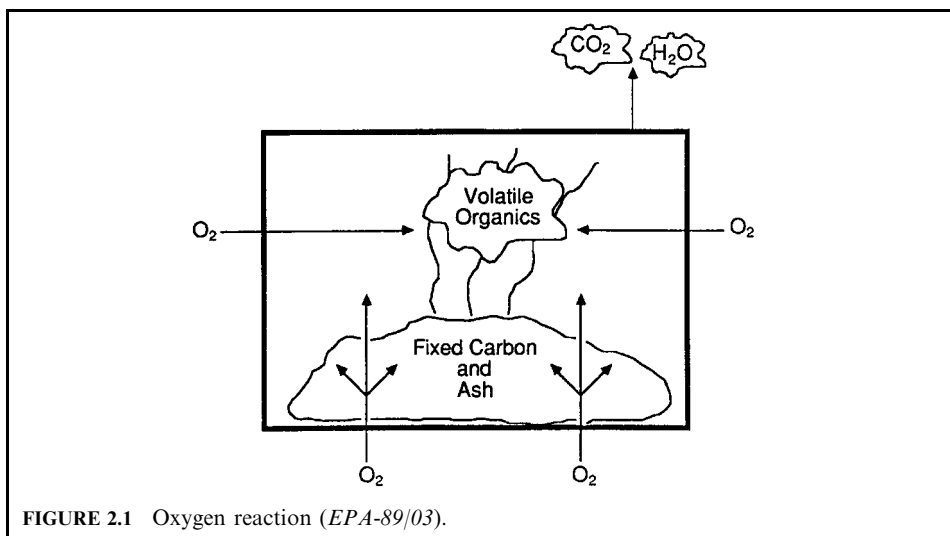 CO₂ H₂O
Volatile
Organics
O₂ O₂
Fixed Carbon
and
Ash
O₂ O₂
FIGURE 2.1 Oxygen reaction (EPA-89/03).